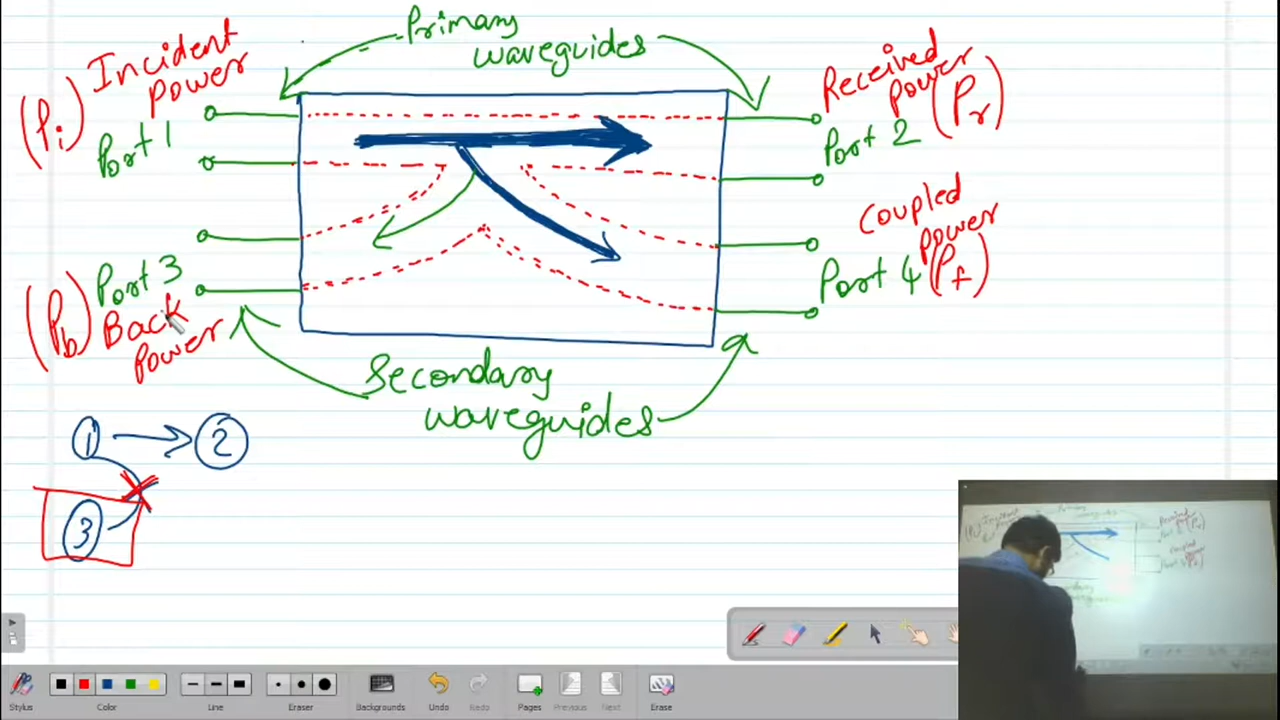 Primary
waveguides
Incident
power
(Pi)
Port 1
Received
power
(Pr)
Port 2
Coupled
power
Port 4 (Pf)
Port 3
(Pb) Back
power
Secondary
waveguides
1 → 2
3
Stylus
Color
Line
Eraser
Backgrounds
Undo
Redo
Pages
Previous
Next
Erase